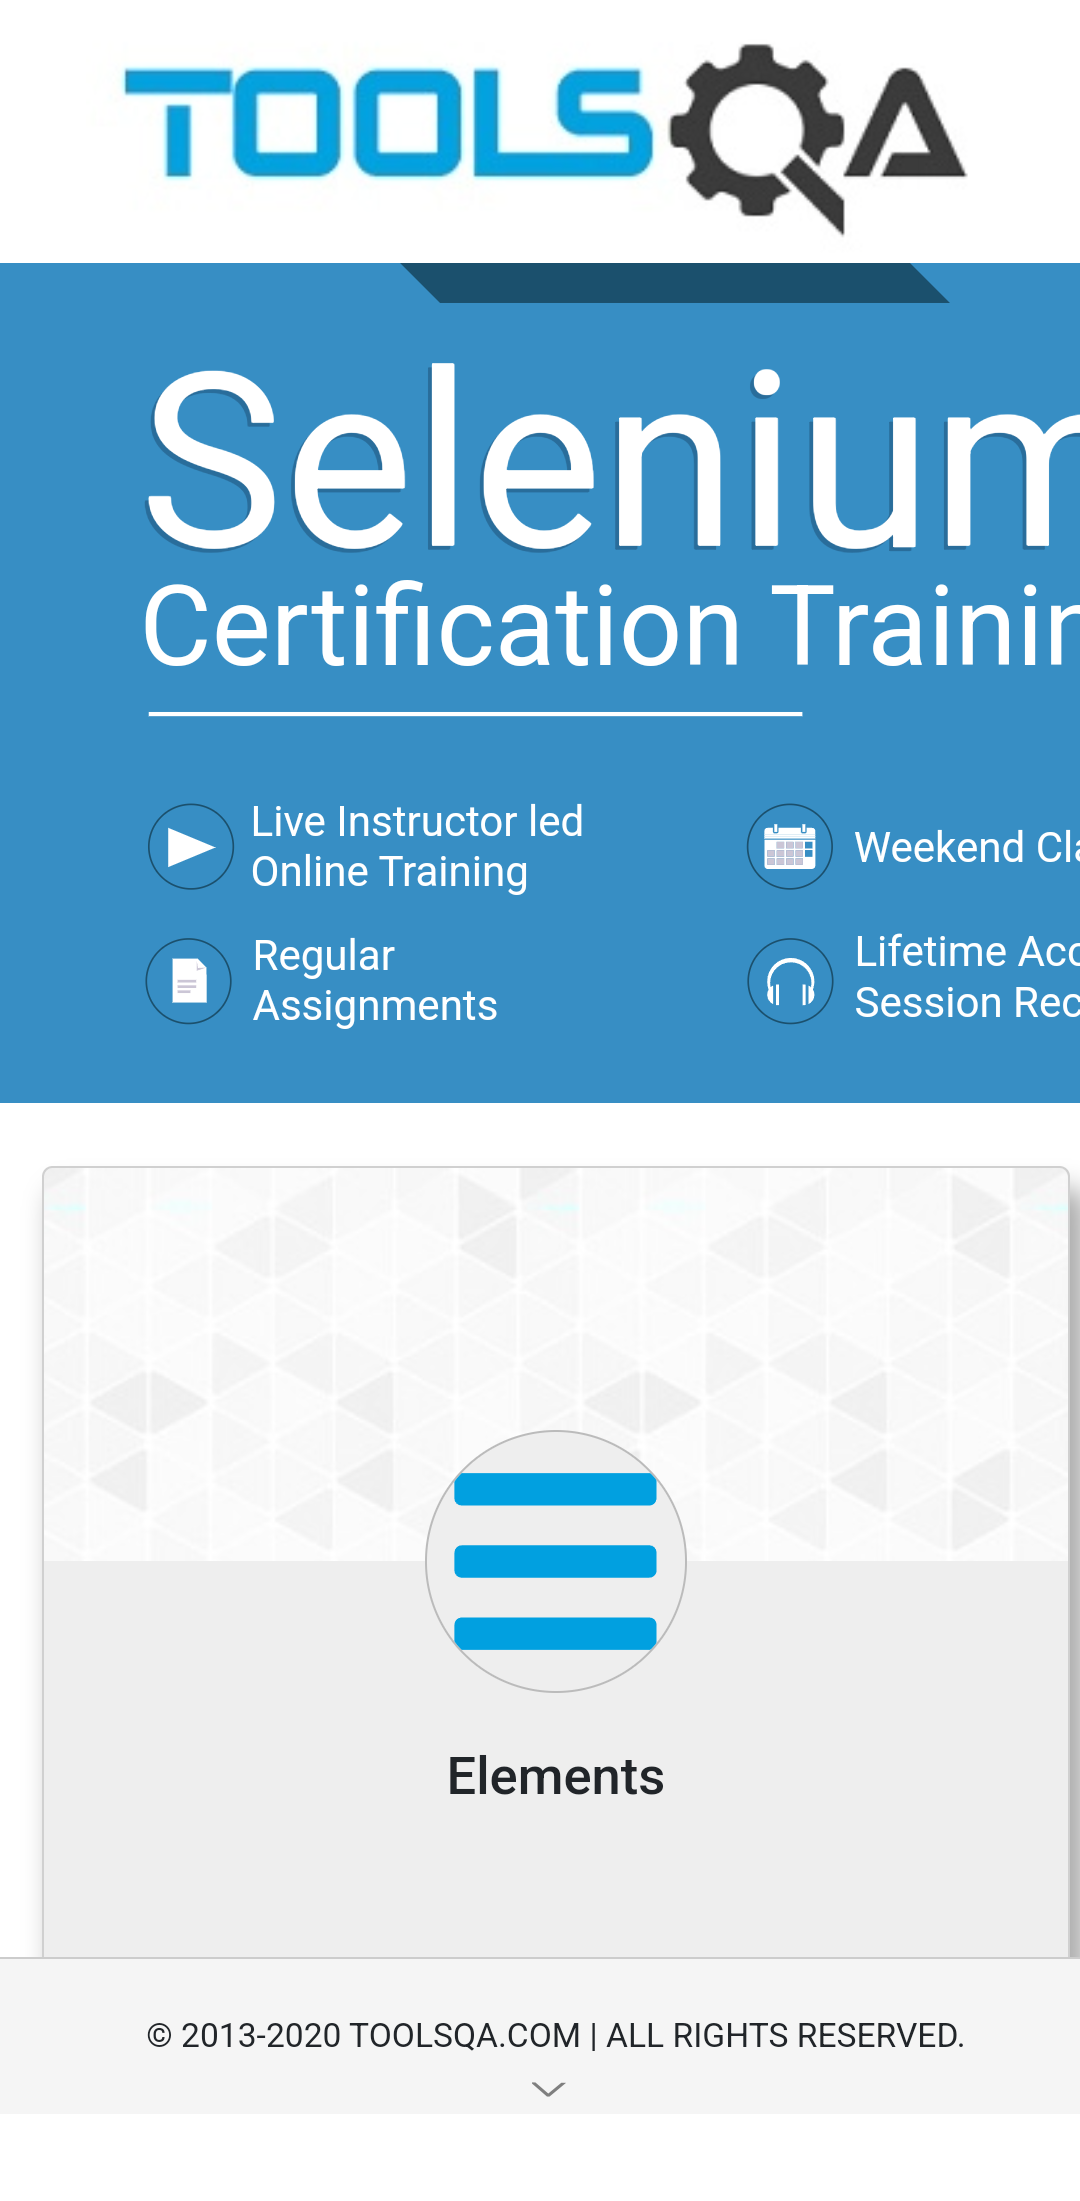 TOOLSQA
Selenium
Certification Trainin
Live Instructor led
Online Training
Weekend Cla
Regular
Assignments
Lifetime Acc
Session Rec
Elements
© 2013-2020 TOOLSQA.COM | ALL RIGHTS RESERVED.